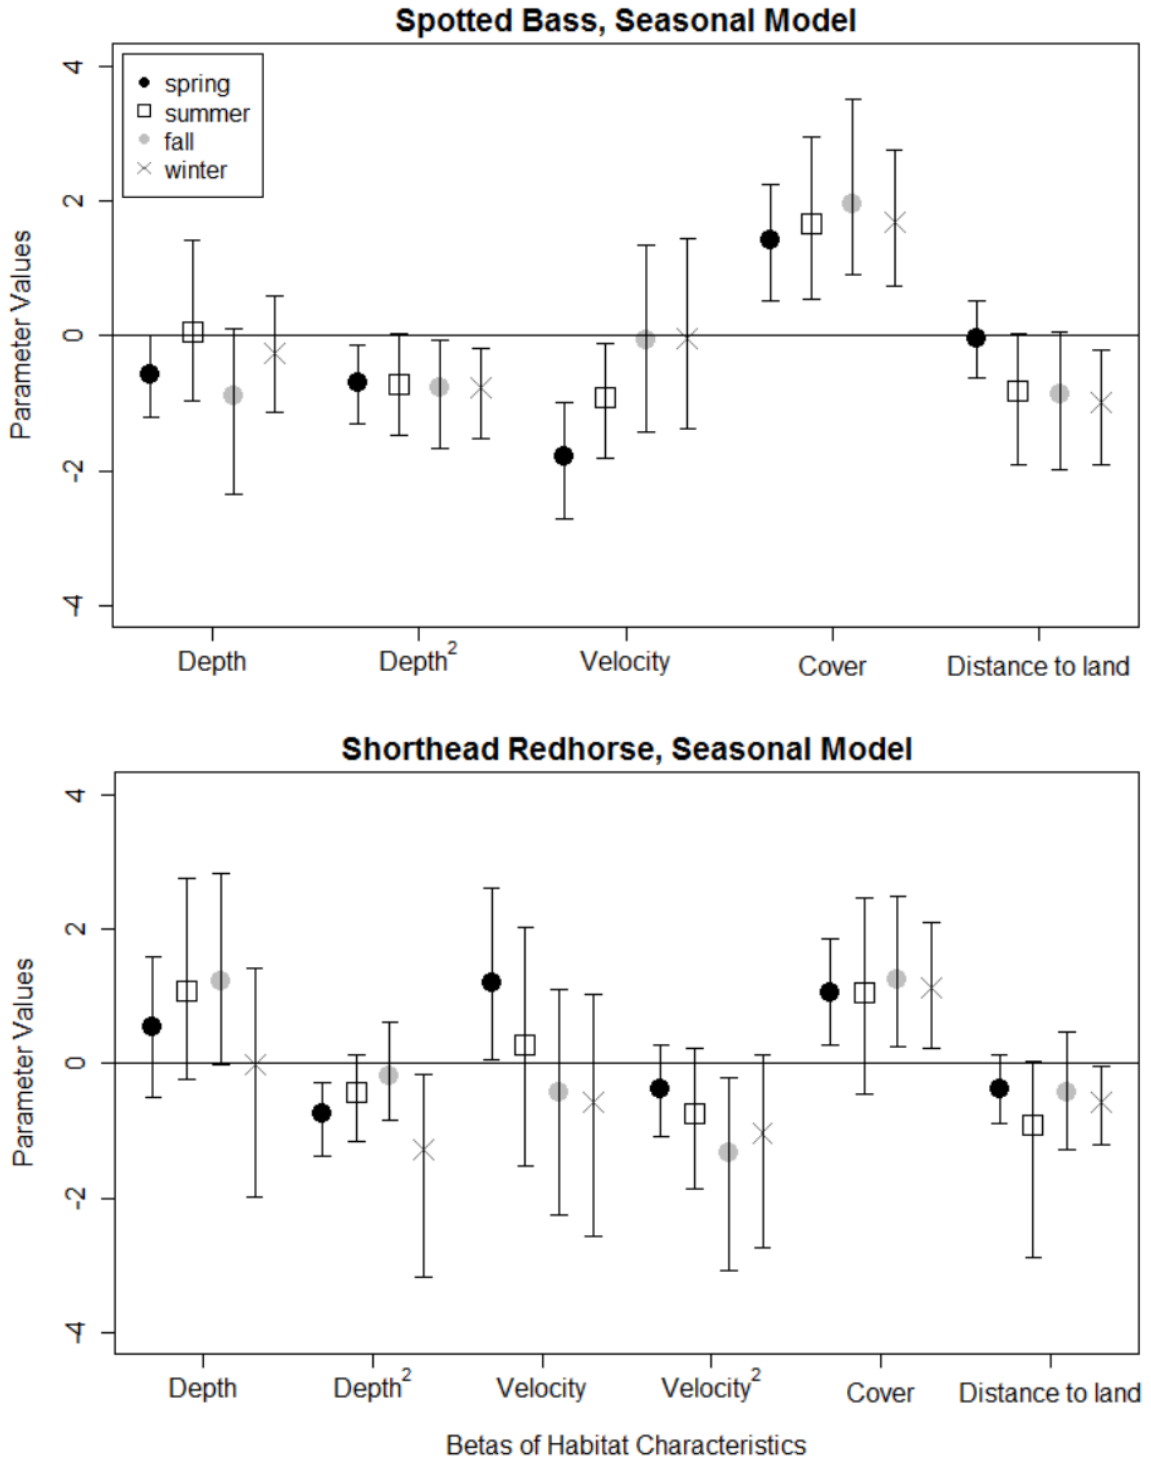 Spotted Bass, Seasonal Model
4
2
0
-2
-4
Parameter Values
spring
summer
fall
winter
Depth Depth² Velocity Cover Distance to land
Shorthead Redhorse, Seasonal Model
4
2
0
-2
-4
Parameter Values
Depth Depth² Velocity Velocity² Cover Distance to land
Betas of Habitat Characteristics